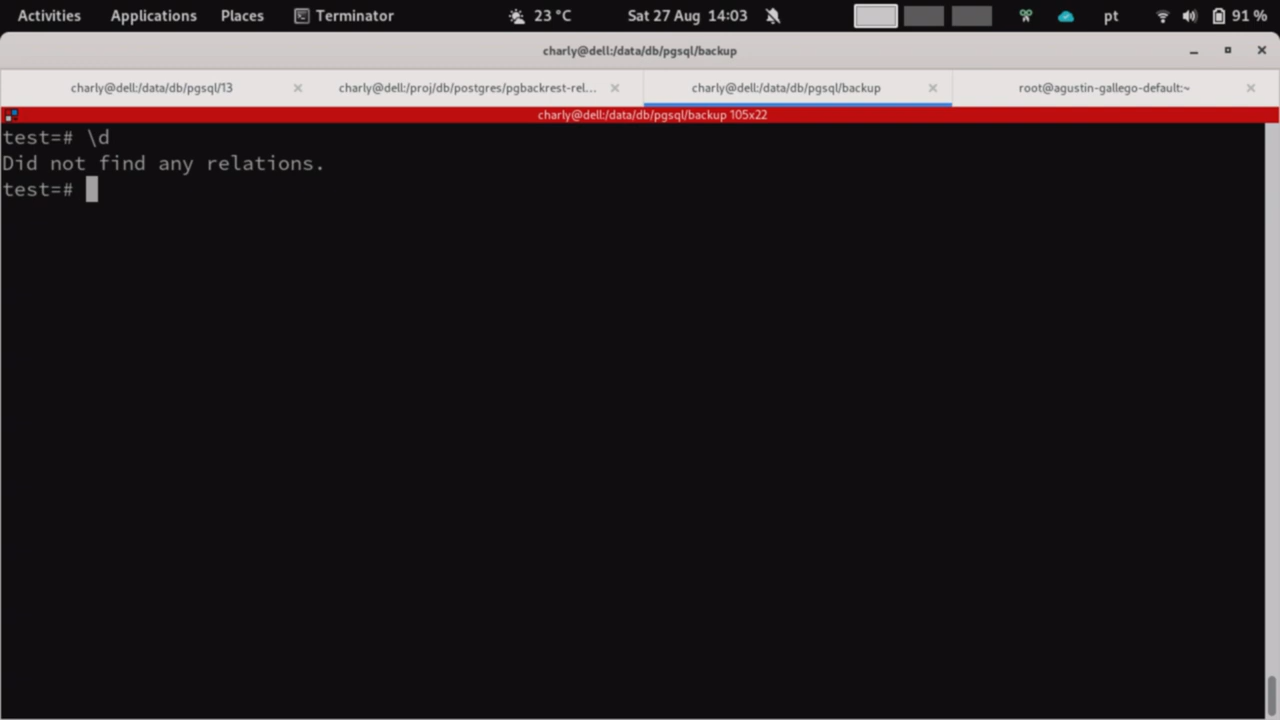 Activities Applications Places Terminator 23 °C Sat 27 Aug 14:03 pt 91 %
charly@dell:/data/db/pgsql/backup
charly@dell:/data/db/pgsql/13 charly@dell:/proj/db/postgres/pgbackrest-rel... charly@dell:/data/db/pgsql/backup root@agustin-gallego-default:~
charly@dell:/data/db/pgsql/backup 105x22
test=# \d
Did not find any relations.
test=#